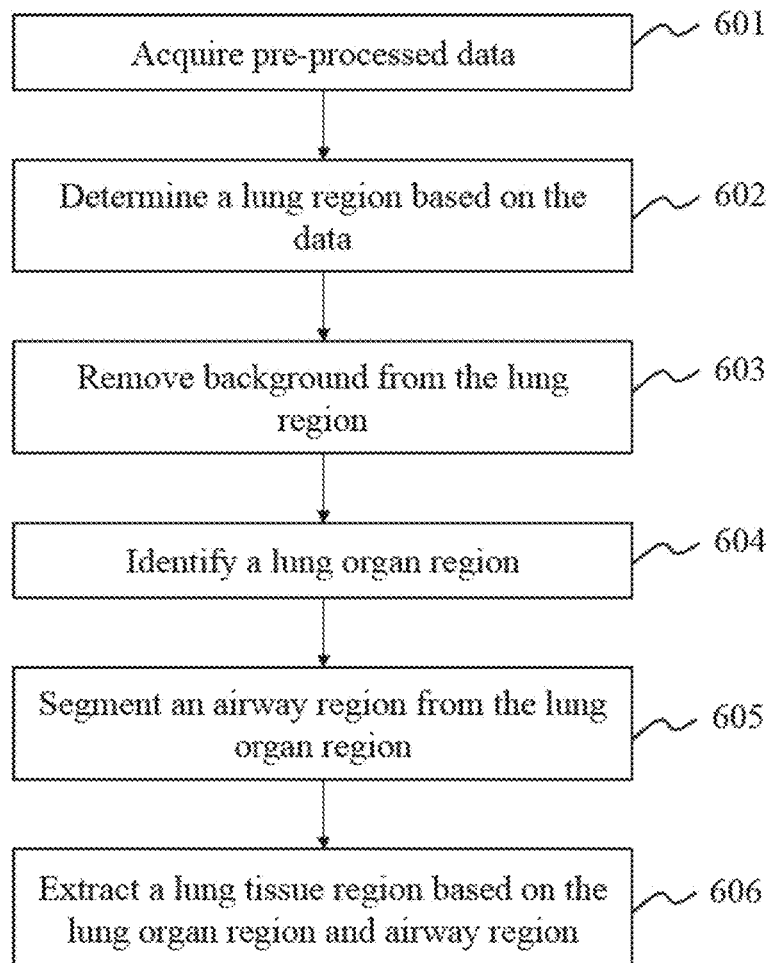 Acquire pre-processed data
601
Determine a lung region based on the
data
602
Remove background from the lung
region
603
Identify a lung organ region
604
Segment an airway region from the lung
organ region
605
Extract a lung tissue region based on the
lung organ region and airway region
606